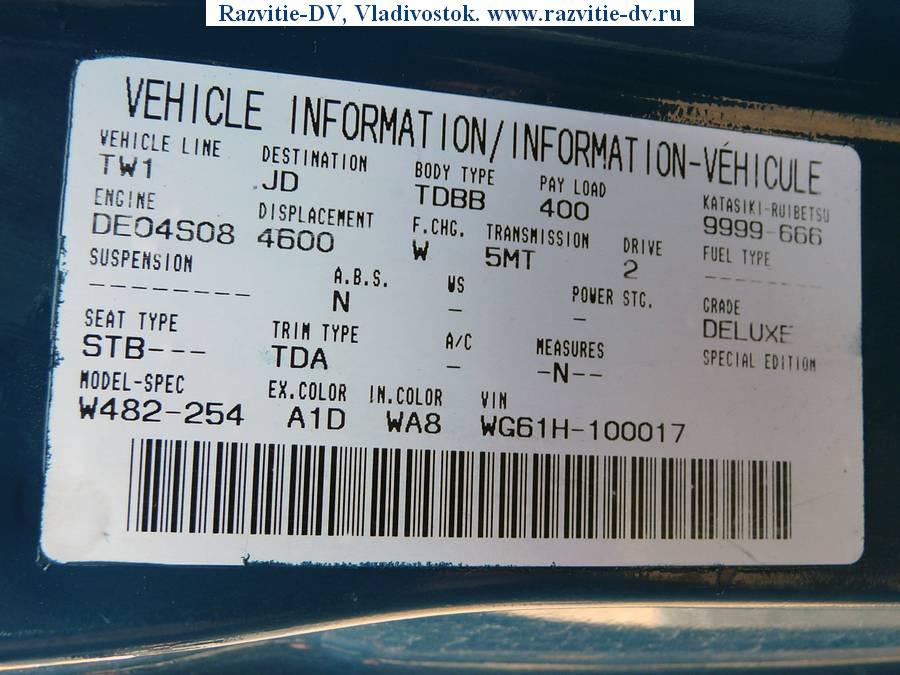 Razvitie-DV, Vladivostok. www.razvitie-dv.ru
VEHICLE INFORMATION/INFORMATION-VÉHICULE
VEHICLE LINE DESTINATION BODY TYPE PAY LOAD KATASIKI-RUIBETSU
TW1 JD TDBB 400 9999-666
ENGINE DISPLACEMENT F.CHG. TRANSMISSION DRIVE FUEL TYPE
DE04S08 4600 W 5MT 2 -------
SUSPENSION A.B.S. WS POWER STG. GRADE
--------- N - - DELUXE
SEAT TYPE TRIM TYPE A/C MEASURES SPECIAL EDITION
STB--- TDA - -N--
MODEL-SPEC EX.COLOR IN.COLOR VIN
W482-254 A1D WA8 WG61H-100017